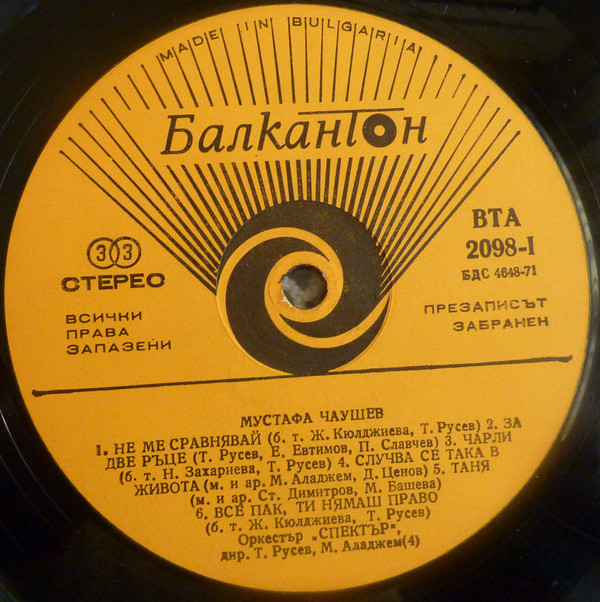 MADE IN BULGARIA
Балкантон
ВТА
2098-I
БДС 4648-71
33
СТЕРЕО
ВСИЧКИ
ПРАВА
ЗАПАЗЕНИ
ПРЕЗАПИСЪТ
ЗАБРАНЕН
МУСТАФА ЧАУШЕВ
1. НЕ МЕ СРАВНЯВАЙ (б. т. Ж. Кюлджиева, Т. Русев) 2. ЗА
ДВЕ РЪЦЕ (Т. Русев, Е. Евтимов, П. Славчев) 3. ЧАРЛИ
(б. т. Н. Захариева, Т. Русев) 4. СЛУЧВА СЕ ТАКА В
ЖИВОТА (м. и ар. М. Аладжем, Д. Ценов) 5. ТАНЯ
(м. и ар. Ст. Димитров, М. Башева)
6. ВСЕ ПАК, ТИ НЯМАШ ПРАВО
(б. т. Ж. Кюлджиева, Т. Русев)
Оркестър „СПЕКТЪР",
дир. Т. Русев, М. Аладжем(4)